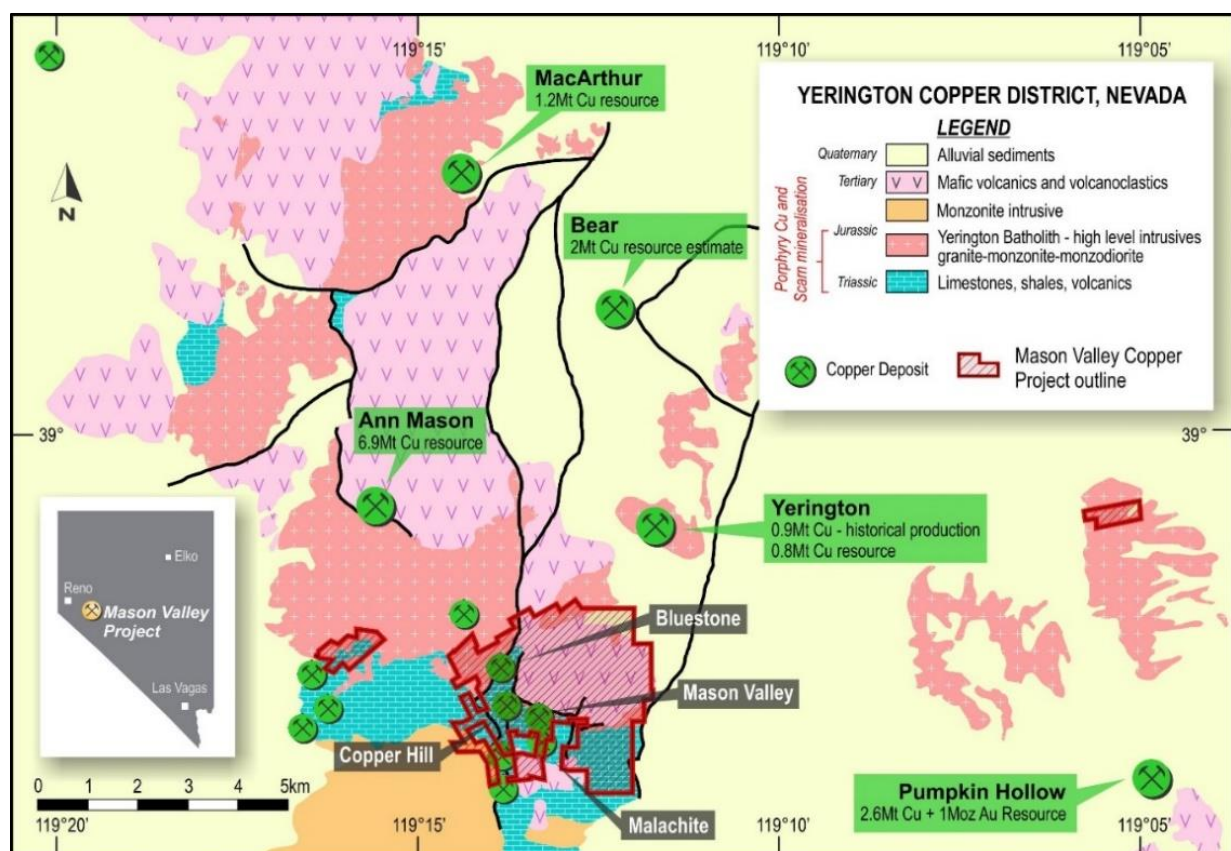 119°15'
119°10'
119°05'
MacArthur
1.2Mt Cu resource
YERINGTON COPPER DISTRICT, NEVADA
LEGEND
Quaternary
Alluvial sediments
Tertiary
Mafic volcanics and volcanoclastics
Monzonite intrusive
Porphyry Cu and
Scarn mineralisation
Jurassic
Yerington Batholith - high level intrusives
granite-monzonite-monzodiorite
Triassic
Limestones, shales, volcanics
Copper Deposit
Mason Valley Copper
Project outline
N
Bear
2Mt Cu resource estimate
39°
39°
Ann Mason
6.9Mt Cu resource
Yerington
0.9Mt Cu - historical production
0.8Mt Cu resource
Elko
Reno
Mason Valley
Project
Las Vagas
Bluestone
Mason Valley
Copper Hill
Malachite
Pumpkin Hollow
2.6Mt Cu + 1Moz Au Resource
0 1 2 3 4 5km
119°20'
119°15'
119°10'
119°05'